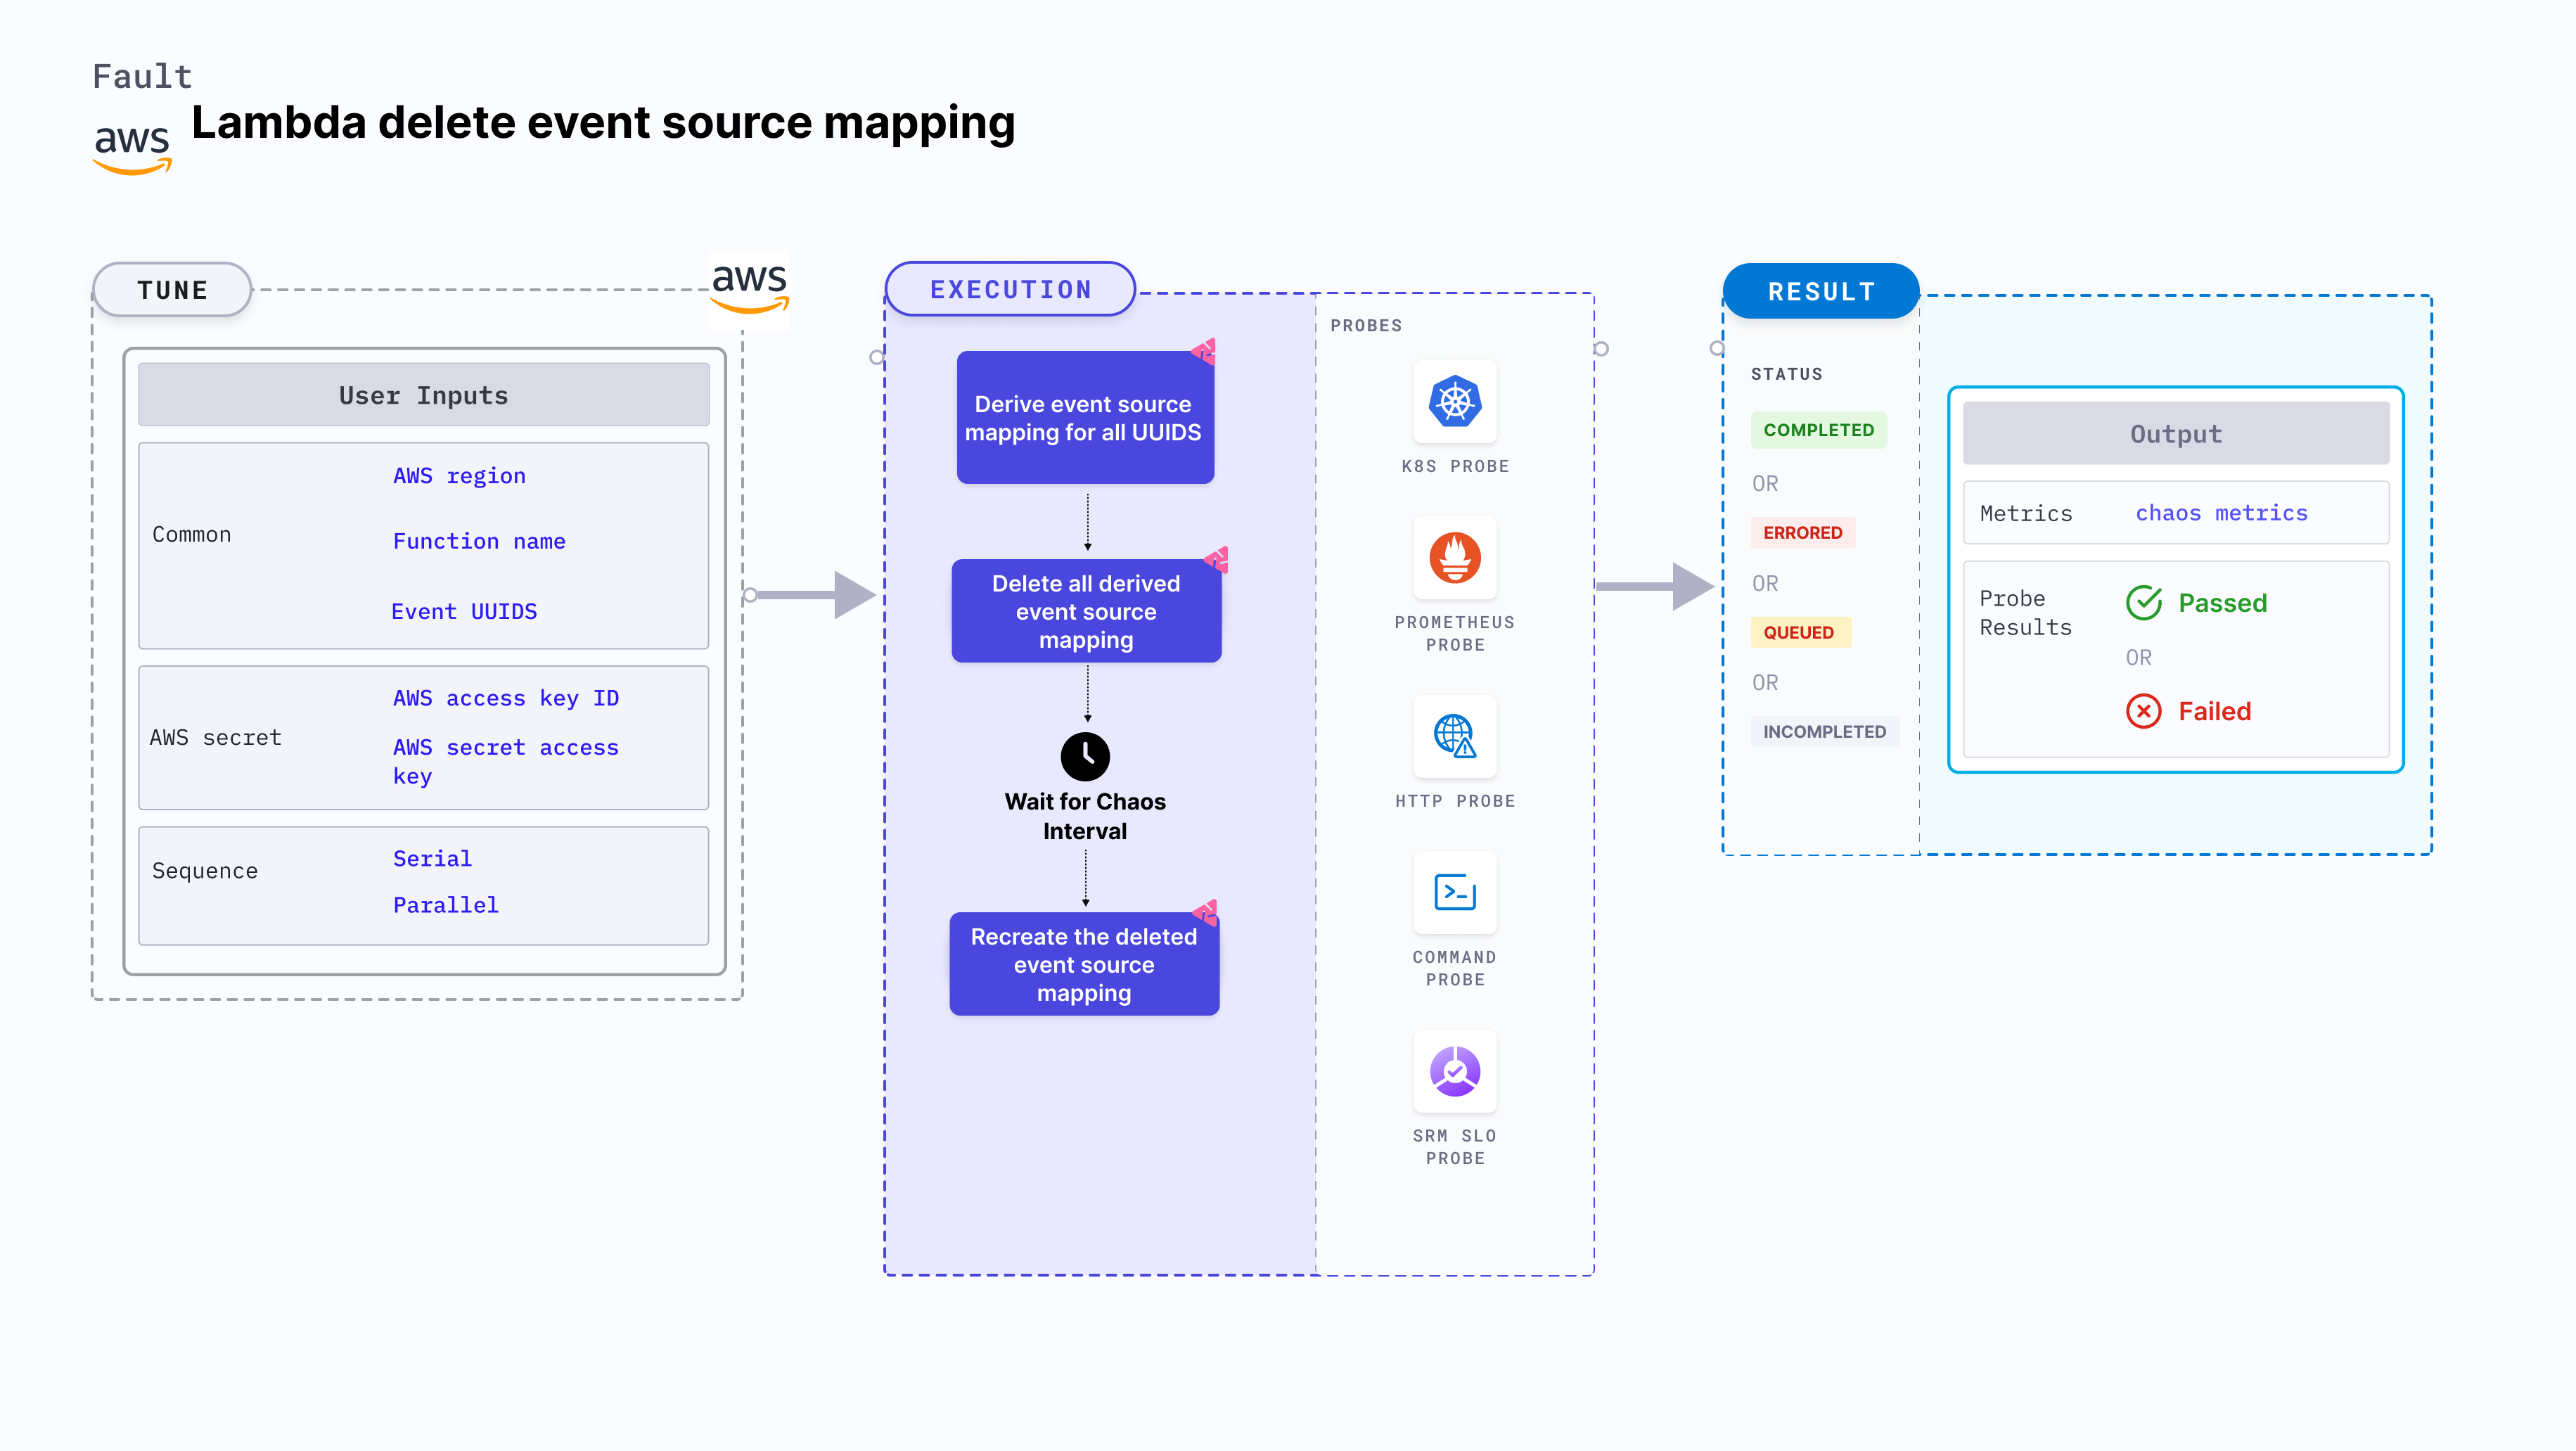 Fault
aws
Lambda delete event source mapping
TUNE
aws
User Inputs
Common
AWS region
Function name
Event UUIDS
AWS secret
AWS access key ID
AWS secret access
key
Sequence
Serial
Parallel
EXECUTION
Derive event source
mapping for all UUIDS
Delete all derived
event source
mapping
Wait for Chaos
Interval
Recreate the deleted
event source
mapping
PROBES
K8S PROBE
PROMETHEUS
PROBE
HTTP PROBE
COMMAND
PROBE
SRM SLO
PROBE
RESULT
STATUS
COMPLETED
OR
ERRORED
OR
QUEUED
OR
INCOMPLETED
Output
Metrics
chaos metrics
Probe
Results
Passed
OR
Failed